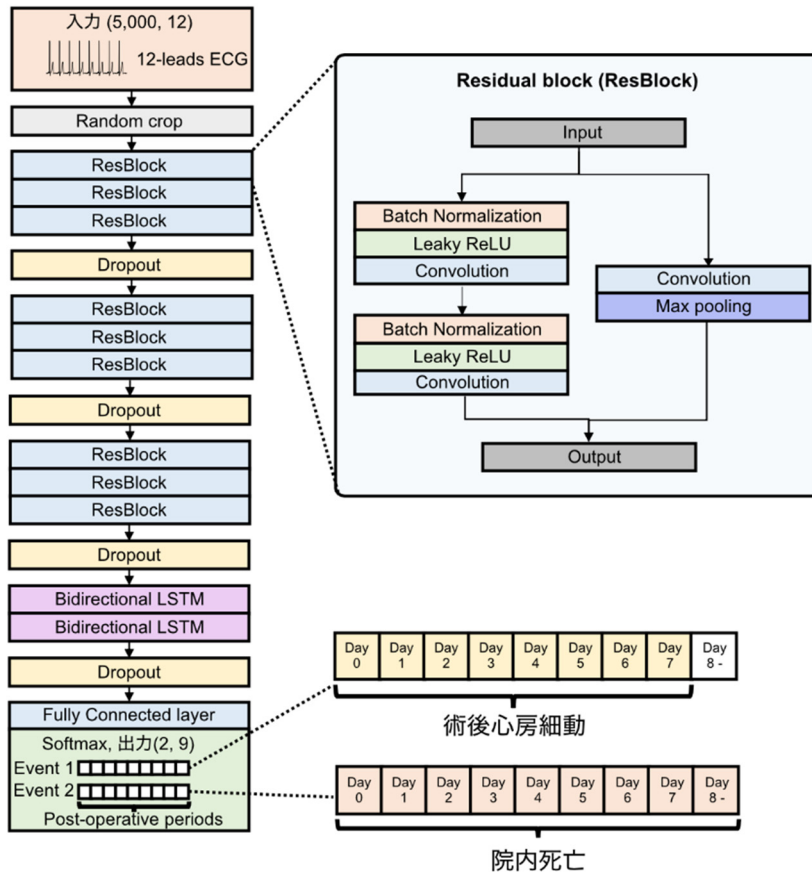 入力 (5,000, 12)
12-leads ECG
Random crop
ResBlock
ResBlock
ResBlock
Dropout
ResBlock
ResBlock
ResBlock
Dropout
ResBlock
ResBlock
ResBlock
Dropout
Bidirectional LSTM
Bidirectional LSTM
Dropout
Fully Connected layer
Softmax, 出力(2, 9)
Event 1
Event 2
Post-operative periods
Residual block (ResBlock)
Input
Batch Normalization
Leaky ReLU
Convolution
Batch Normalization
Leaky ReLU
Convolution
Convolution
Max pooling
Output
Day Day Day Day Day Day Day Day Day
0 1 2 3 4 5 6 7 8 -
術後心房細動
Day Day Day Day Day Day Day Day Day
0 1 2 3 4 5 6 7 8 -
院内死亡